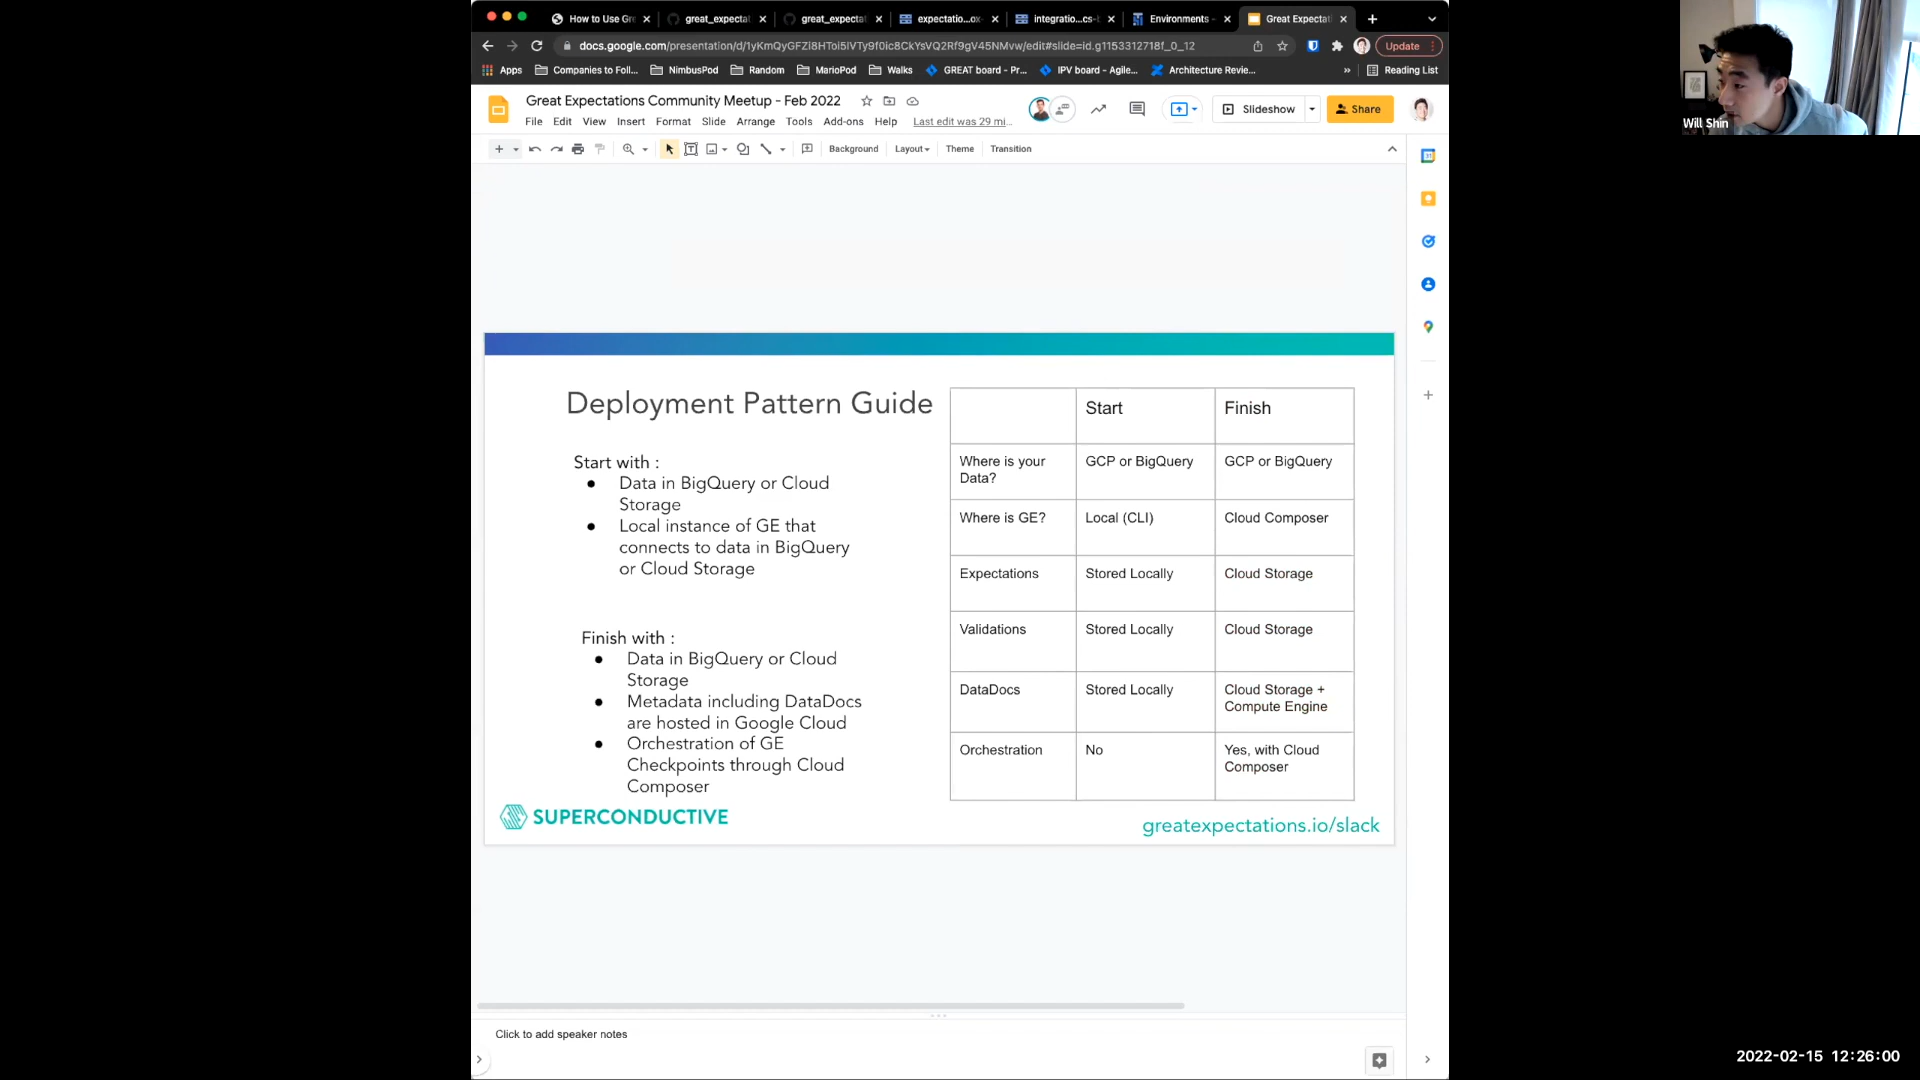 How to Use Gre
great_expectat
great_expectat
expectatio...ox-
integratio...cs-b
Environments -
Great Expectati
docs.google.com/presentation/d/1yKmQyGFZl8HToi5IVTy9f0ic8CkYsVQ2Rf9gV45NMvw/edit#slide=id.g1153312718f_0_12
Update
Apps
Companies to Foll...
NimbusPod
Random
MarioPod
Walks
GREAT board - Pr...
IPV board - Agile...
Architecture Revie...
»
Reading List
Will Shin
Great Expectations Community Meetup - Feb 2022
Slideshow
Share
File Edit View Insert Format Slide Arrange Tools Add-ons Help Last edit was 29 mi...
Background Layout Theme Transition
Deployment Pattern Guide
Start with :
● Data in BigQuery or Cloud
Storage
● Local instance of GE that
connects to data in BigQuery
or Cloud Storage
Finish with :
● Data in BigQuery or Cloud
Storage
● Metadata including DataDocs
are hosted in Google Cloud
● Orchestration of GE
Checkpoints through Cloud
Composer
Start Finish
Where is your
Data?
GCP or BigQuery
GCP or BigQuery
Where is GE? Local (CLI) Cloud Composer
Expectations Stored Locally Cloud Storage
Validations Stored Locally Cloud Storage
DataDocs Stored Locally Cloud Storage +
Compute Engine
Orchestration No Yes, with Cloud
Composer
SUPERCONDUCTIVE
greatexpectations.io/slack
Click to add speaker notes
2022-02-15 12:26:00